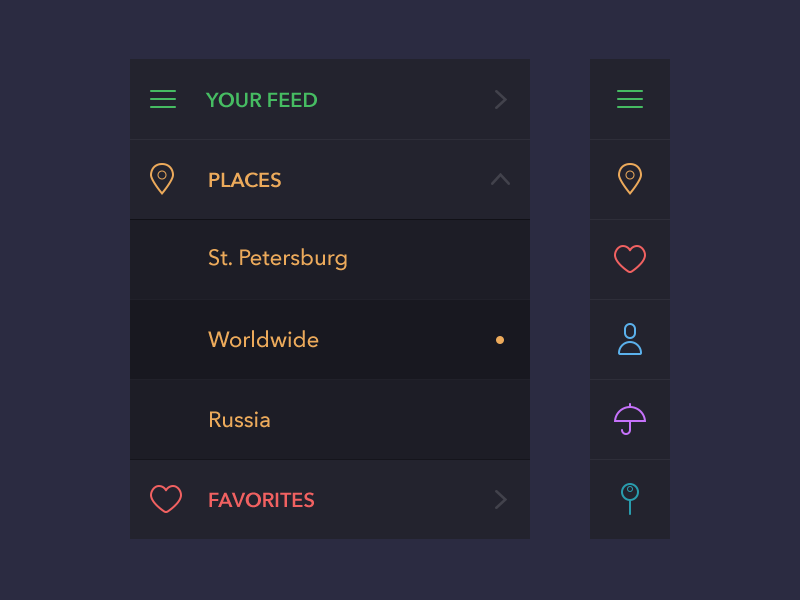 YOUR FEED
PLACES
St. Petersburg
Worldwide
Russia
FAVORITES